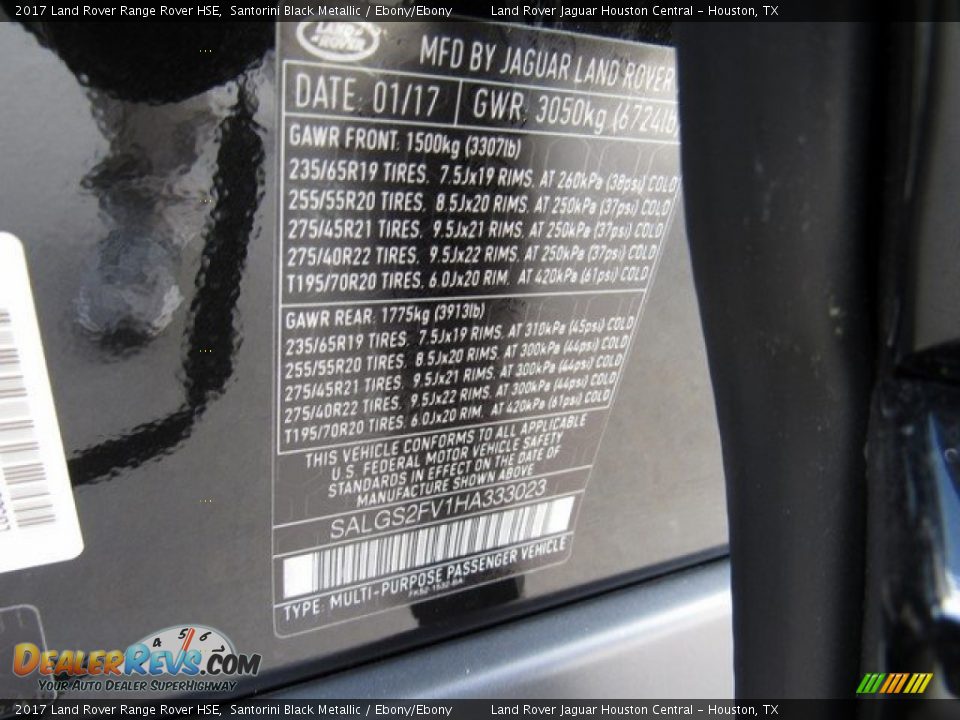 2017 Land Rover Range Rover HSE, Santorini Black Metallic / Ebony/Ebony Land Rover Jaguar Houston Central - Houston, TX
LAND ROVER
MFD BY JAGUAR LAND ROVER
DATE: 01/17 GWR: 3050kg (6724lb)
GAWR FRONT: 1500kg (3307lb)
235/65R19 TIRES, 7.5Jx19 RIMS, AT 260kPa (38psi) COLD
255/55R20 TIRES, 8.5Jx20 RIMS, AT 250kPa (37psi) COLD
275/45R21 TIRES, 9.5Jx21 RIMS, AT 250kPa (37psi) COLD
275/40R22 TIRES, 9.5Jx22 RIMS, AT 250kPa (37psi) COLD
T195/70R20 TIRES, 6.0Jx20 RIM, AT 420kPa (61psi) COLD
GAWR REAR: 1775kg (3913lb)
235/65R19 TIRES, 7.5Jx19 RIMS, AT 310kPa (45psi) COLD
255/55R20 TIRES, 8.5Jx20 RIMS, AT 300kPa (44psi) COLD
275/45R21 TIRES, 9.5Jx21 RIMS, AT 300kPa (44psi) COLD
275/40R22 TIRES, 9.5Jx22 RIMS, AT 300kPa (44psi) COLD
T195/70R20 TIRES, 6.0Jx20 RIM, AT 420kPa (61psi) COLD
THIS VEHICLE CONFORMS TO ALL APPLICABLE
U.S. FEDERAL MOTOR VEHICLE SAFETY
STANDARDS IN EFFECT ON THE DATE OF
MANUFACTURE SHOWN ABOVE
SALGS2FV1HA333023
TYPE: MULTI-PURPOSE PASSENGER VEHICLE
4 5 6 7
DEALERREVS.COM
YOUR AUTO DEALER SUPERHIGHWAY
2017 Land Rover Range Rover HSE, Santorini Black Metallic / Ebony/Ebony Land Rover Jaguar Houston Central - Houston, TX